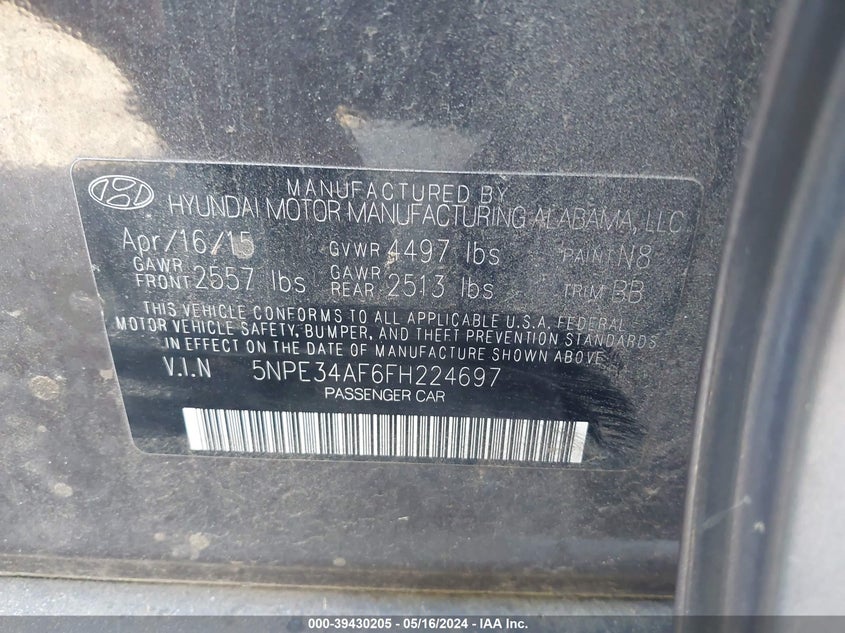 MANUFACTURED BY
HYUNDAI MOTOR MANUFACTURING ALABAMA, LLC
Apr/16/15 GVWR 4497 lbs PAINT N8
GAWR FRONT 2557 lbs GAWR REAR 2513 lbs TRIM BB
THIS VEHICLE CONFORMS TO ALL APPLICABLE U.S.A. FEDERAL
MOTOR VEHICLE SAFETY, BUMPER, AND THEFT PREVENTION STANDARDS
IN EFFECT ON THE DATE OF MANUFACTURE SHOWN ABOVE
V.I.N 5NPE34AF6FH224697
PASSENGER CAR
000-39430205 - 05/16/2024 - IAA Inc.